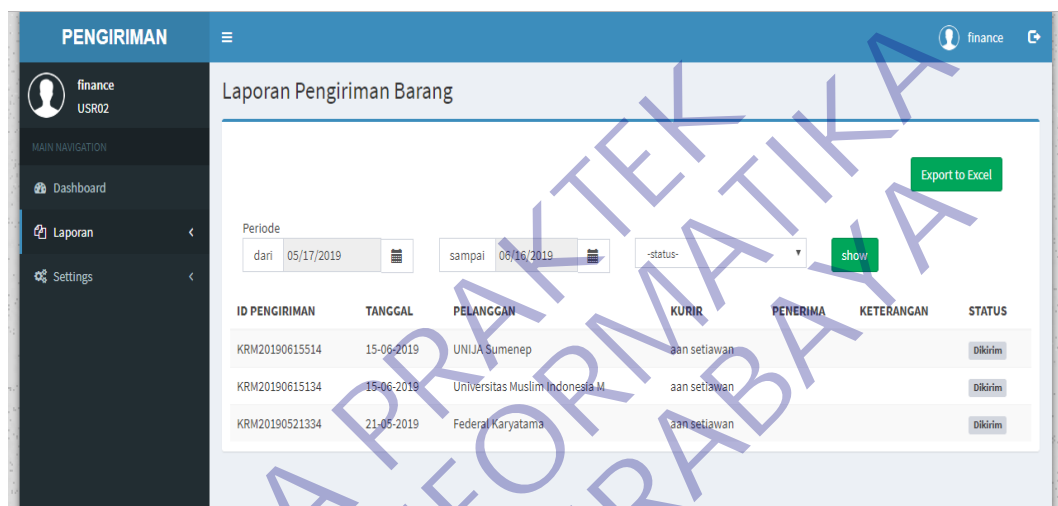 PENGIRIMAN
finance
finance
USR02
Laporan Pengiriman Barang
MAIN NAVIGATION
Export to Excel
Dashboard
Laporan
Periode
dari 05/17/2019 sampai 06/16/2019 -status- show
Settings
ID PENGIRIMAN TANGGAL PELANGGAN KURIR PENERIMA KETERANGAN STATUS
KRM20190615514 15-06-2019 UNIJA Sumenep aan setiawan Dikirim
KRM20190615134 15-06-2019 Universitas Muslim Indonesia M aan setiawan Dikirim
KRM20190521334 21-05-2019 Federal Karyatama aan setiawan Dikirim
A PRAKTEK
FORMATIKA
RABAYA